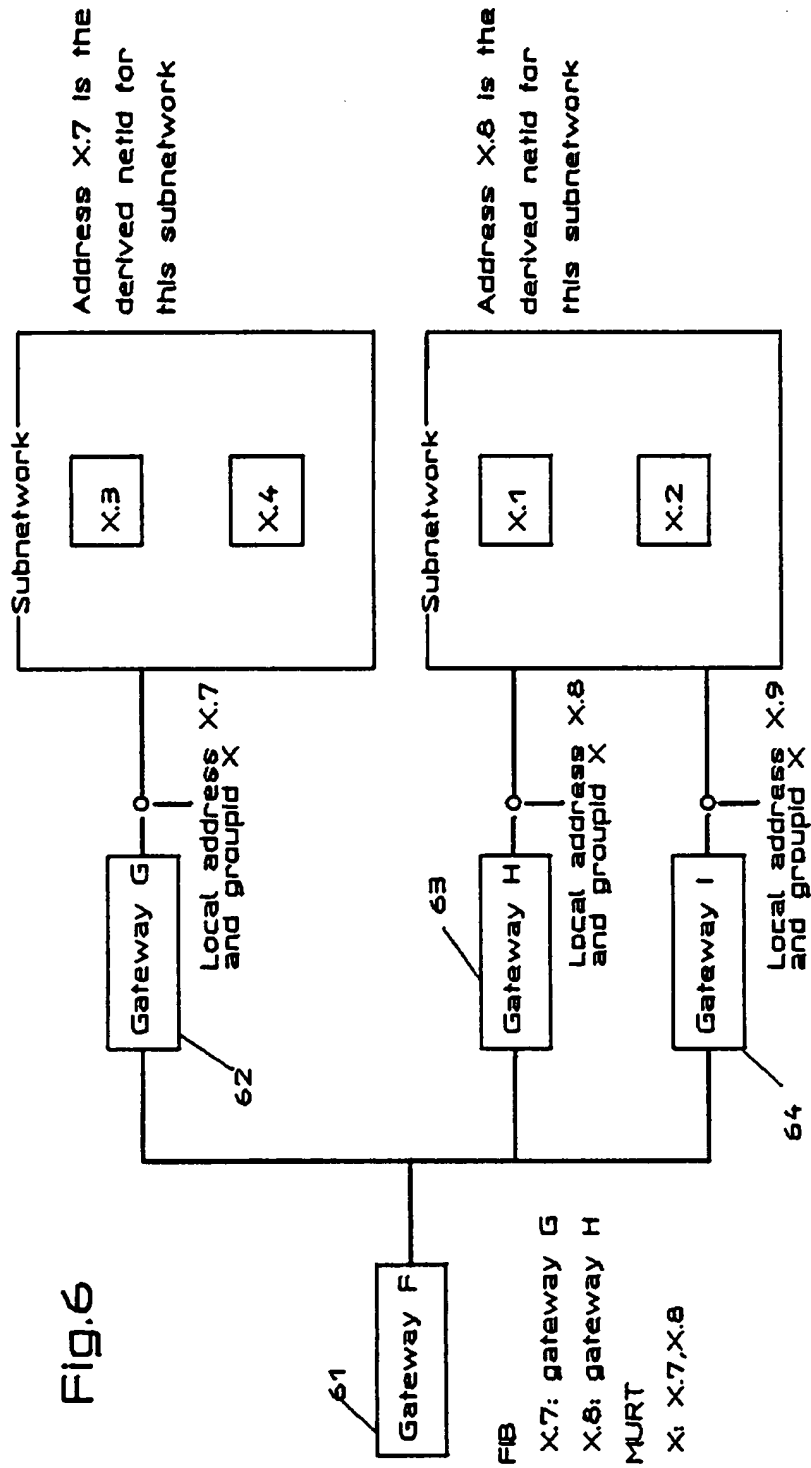 Fig.6
61
Gateway F
FIB
X.7: gateway G
X.8: gateway H
MURT
X: X.7,X.8
62
Gateway G
Local address X.7
and groupid X
Subnetwork
X.3
X.4
Address X.7 is the
derived netid for
this subnetwork
63
Gateway H
Local address X.8
and groupid X
64
Gateway I
Local address X.9
and groupid X
Subnetwork
X.1
X.2
Address X.8 is the
derived netid for
this subnetwork